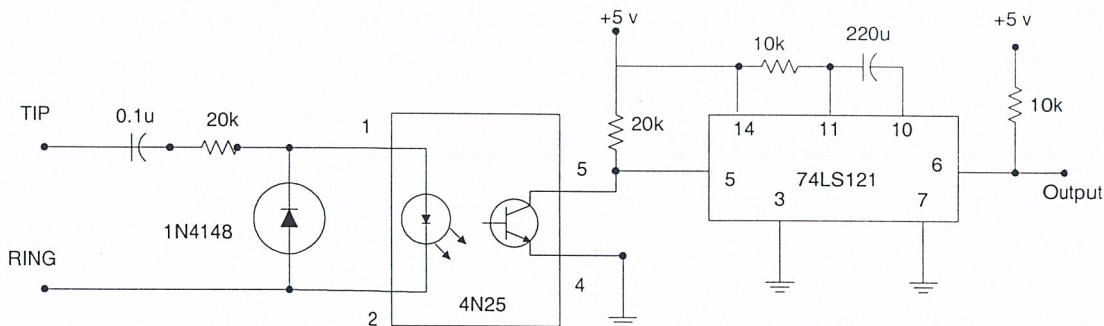 +5 v
+5 v
10k
220u
TIP
0.1u
20k
1
20k
14
11
10
10k
5
5
74LS121
6
3
7
Output
1N4148
RING
4
2
4N25